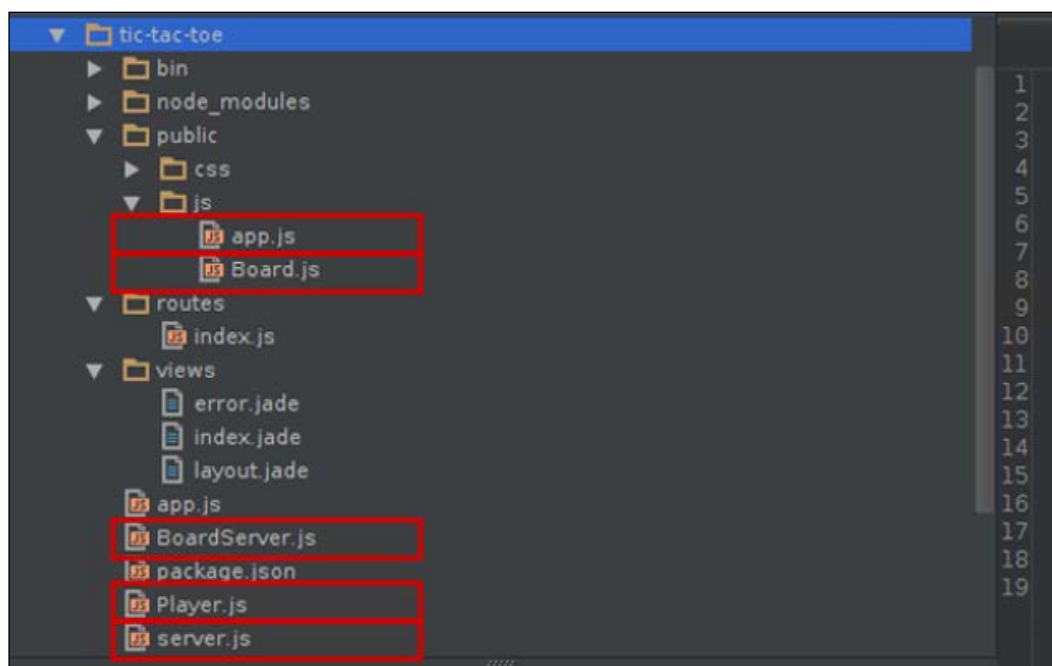 tic-tac-toe
bin
node_modules
public
css
js
app.js
Board.js
routes
index.js
views
error.jade
index.jade
layout.jade
app.js
BoardServer.js
package.json
Player.js
server.js
1
2
3
4
5
6
7
8
9
10
11
12
13
14
15
16
17
18
19